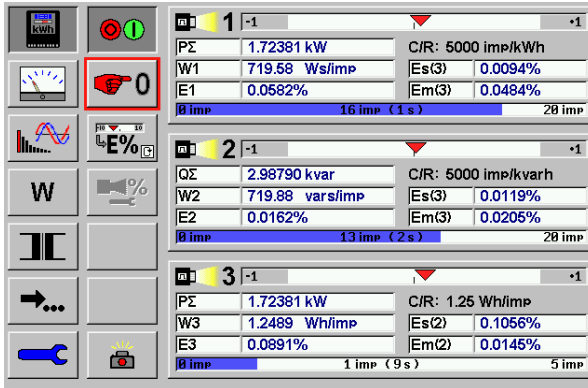 kWh
1 -1 +1
PΣ 1.72381 kW C/R: 5000 imp/kWh
W1 719.58 Ws/imp Es(3) 0.0094%
E1 0.0582% Em(3) 0.0484%
0 imp 16 imp (1 s) 20 imp
0
-10 10
E%
2 -1 +1
QΣ 2.98790 kvar C/R: 5000 imp/kvarh
W2 719.88 vars/imp Es(3) 0.0119%
E2 0.0162% Em(3) 0.0205%
0 imp 13 imp (2 s) 20 imp
W
%
3 -1 +1
PΣ 1.72381 kW C/R: 1.25 Wh/imp
W3 1.2489 Wh/imp Es(2) 0.1056%
E3 0.0891% Em(2) 0.0145%
0 imp 1 imp (9 s) 5 imp